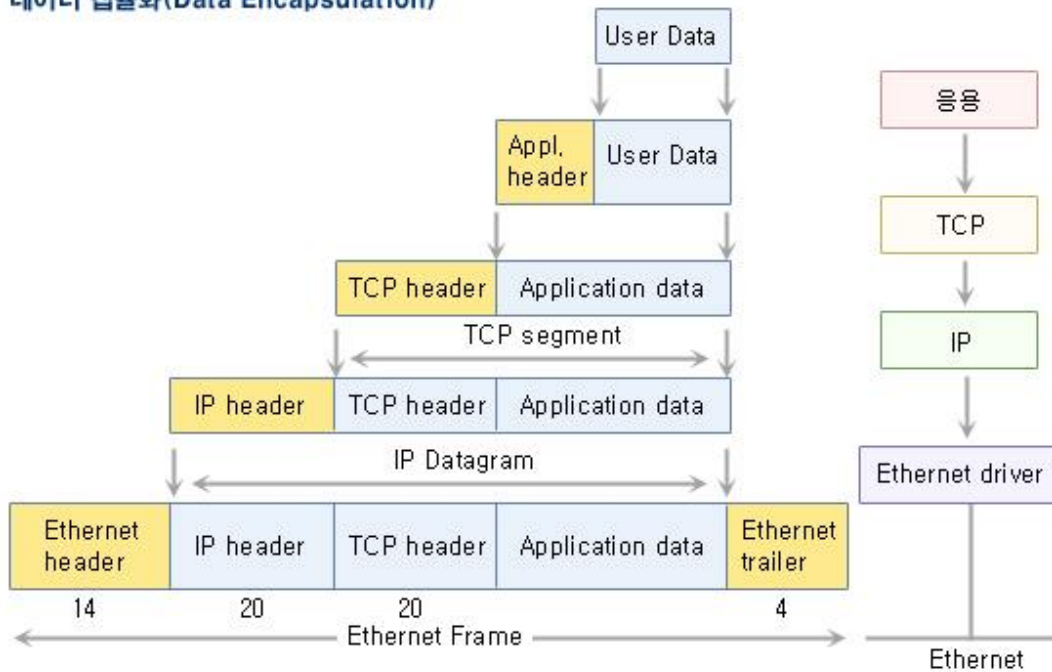 데이터 캡슐화(Data Encapsulation)
User Data
Appl.
header
User Data
TCP header
Application data
TCP segment
IP header
TCP header
Application data
IP Datagram
Ethernet
header
IP header
TCP header
Application data
Ethernet
trailer
14
20
20
4
Ethernet Frame
응용
TCP
IP
Ethernet driver
Ethernet